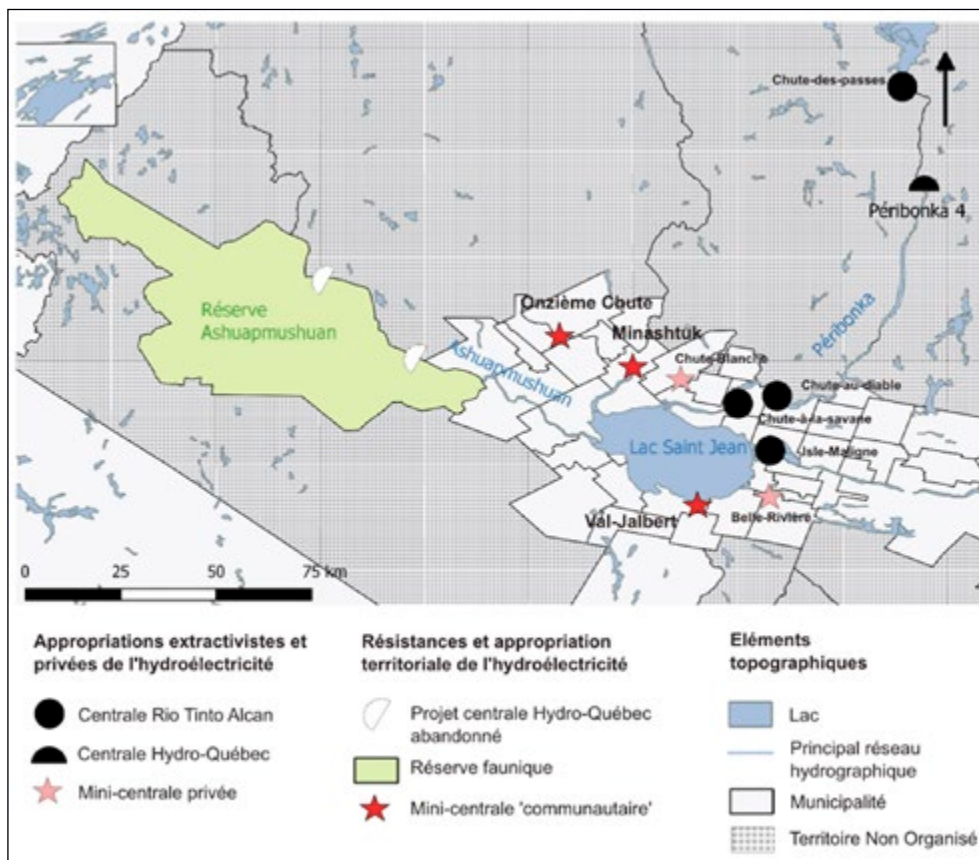 Chute-des-passes
Péribonka 4
Réserve
Ashuapmushuan
Onzième Chute
Minashtuk
Ashuapmushuan
Chute-Blanche
Péribonka
Chute-au-diable
Chute-à-la-savane
Lac Saint Jean
Isle-Maligne
Val-Jalbert
Belle-Rivière
0 25 50 75 km
Appropriations extractivistes et
privées de l'hydroélectricité
Centrale Rio Tinto Alcan
Centrale Hydro-Québec
Mini-centrale privée
Résistances et appropriation
territoriale de l'hydroélectricité
Projet centrale Hydro-Québec
abandonné
Réserve faunique
Mini-centrale 'communautaire'
Eléments
topographiques
Lac
Principal réseau
hydrographique
Municipalité
Territoire Non Organisé